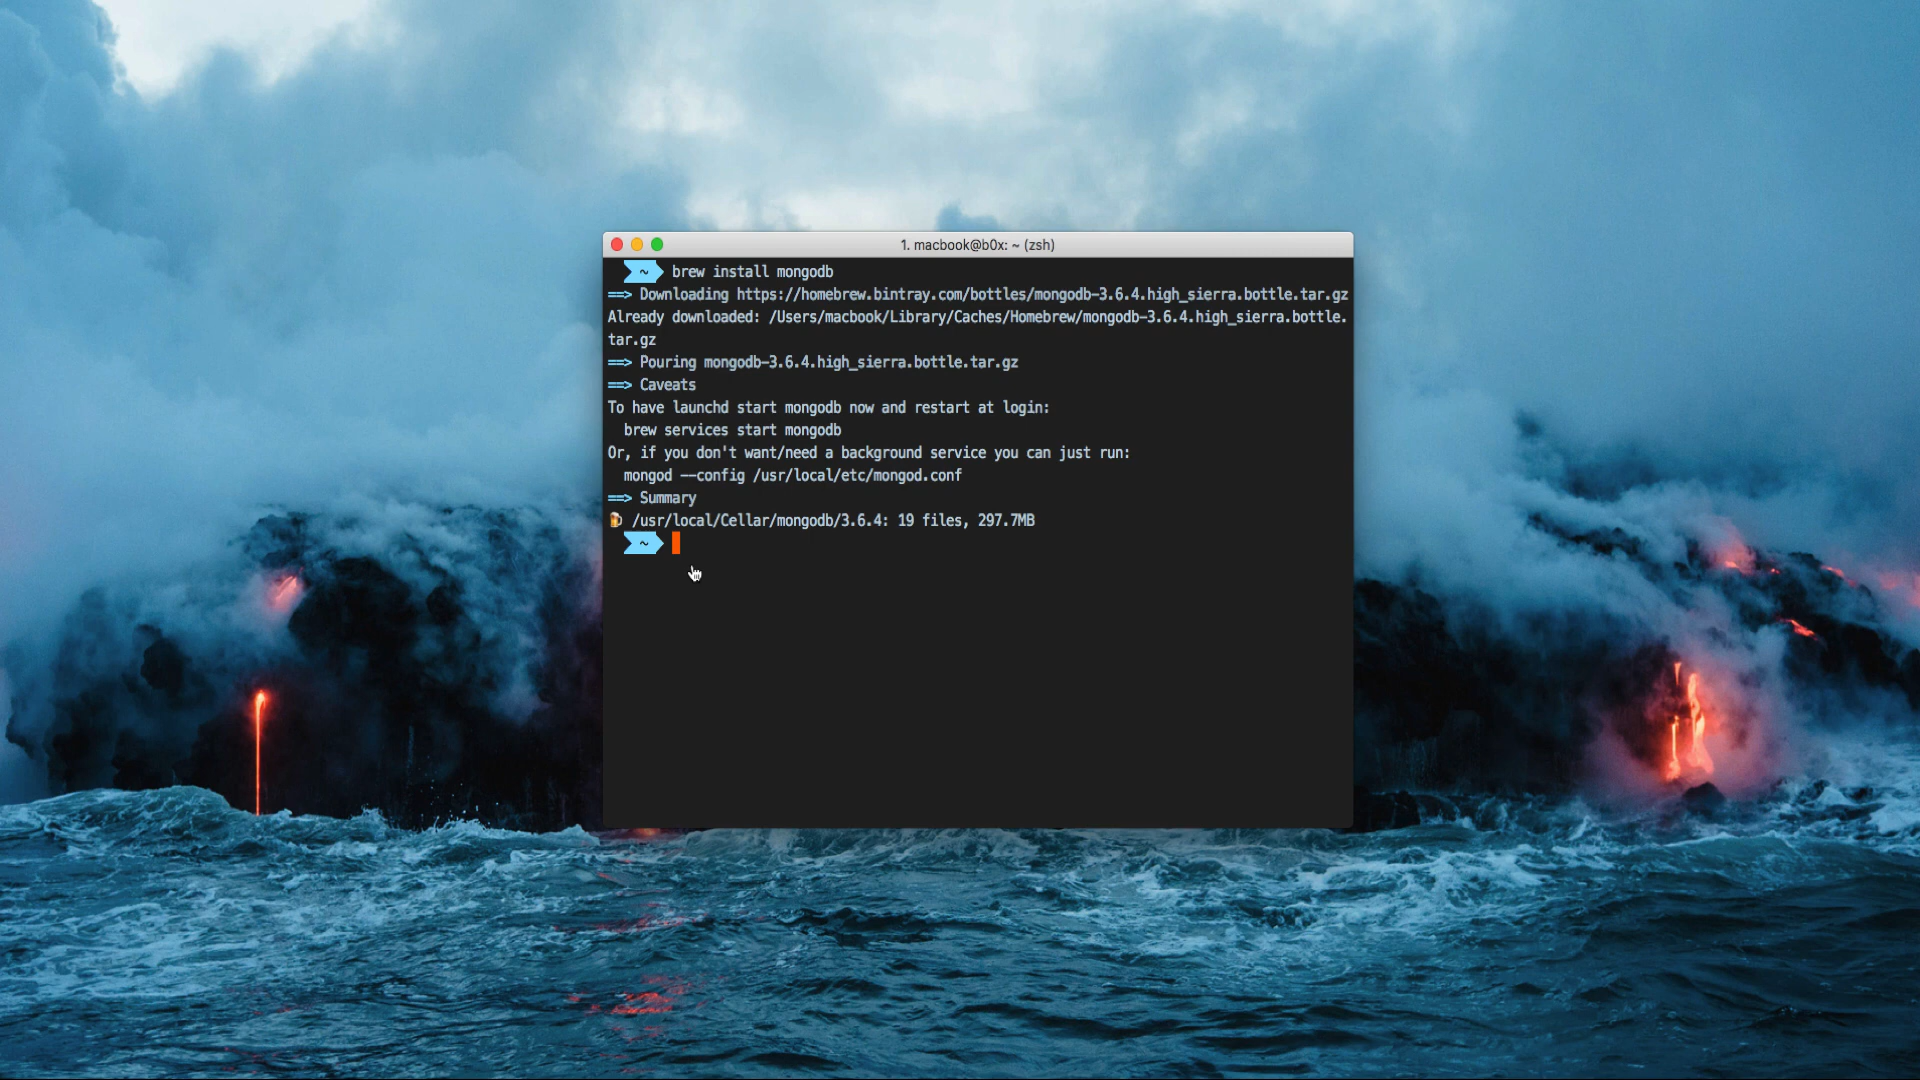 1. macbook@b0x: ~ (zsh)
~ brew install mongodb
==> Downloading https://homebrew.bintray.com/bottles/mongodb-3.6.4.high_sierra.bottle.tar.gz
Already downloaded: /Users/macbook/Library/Caches/Homebrew/mongodb-3.6.4.high_sierra.bottle.
tar.gz
==> Pouring mongodb-3.6.4.high_sierra.bottle.tar.gz
==> Caveats
To have launchd start mongodb now and restart at login:
brew services start mongodb
Or, if you don't want/need a background service you can just run:
mongod --config /usr/local/etc/mongod.conf
==> Summary
🍺 /usr/local/Cellar/mongodb/3.6.4: 19 files, 297.7MB
~